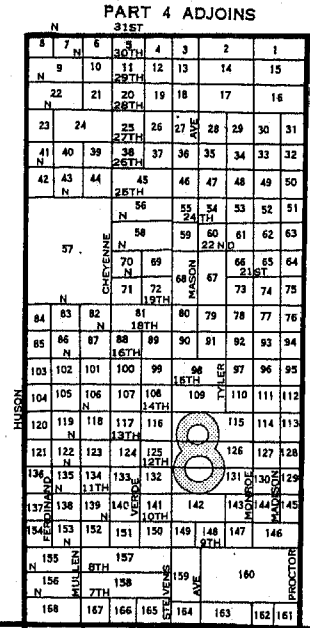 PART 4 ADJOINS
N 31ST
8 7 N 6 5 4 3 2 1
30TH
9 10 11 12 13 14 15
N 29TH
22 21 20 19 18 17 16
N 28TH
23 24 25 26 27 AVE 28 29 30 31
N 27TH
41 40 39 38 37 36 35 34 33 32
N 26TH
42 43 44 45 46 47 48 49 50
N 25TH
56 55 54 53 52 51
N 24TH
57 58 59 60 61 62 63
N 22ND
CHEYENNE
70 69 68 MASON 67 66 65 64
N 21ST
71 72 73 74 75
N 19TH
84 83 82 81 80 79 78 77 76
N 18TH
85 86 87 88 89 90 91 92 93 94
N 16TH
103 102 101 100 99 98 TYLER 97 96 95
15TH
HUSON
104 105 106 107 108 109 110 111 112
N 14TH
120 119 118 117 116 8 115 114 113
N 13TH
121 122 123 124 125 126 127 128
N 12TH
136 135 134 133 132 131 130 129
N 11TH
FERDINAND VERDE MONROE MADISON
137 138 139 140 141 142 143 144 145
N 10TH
154 153 152 151 150 149 148 147 146
N 9TH
155 157 159 160
N 8TH
MULLEN STEVENS AVE PROCTOR
156 158
N 7TH
168 167 166 165 164 163 162 161